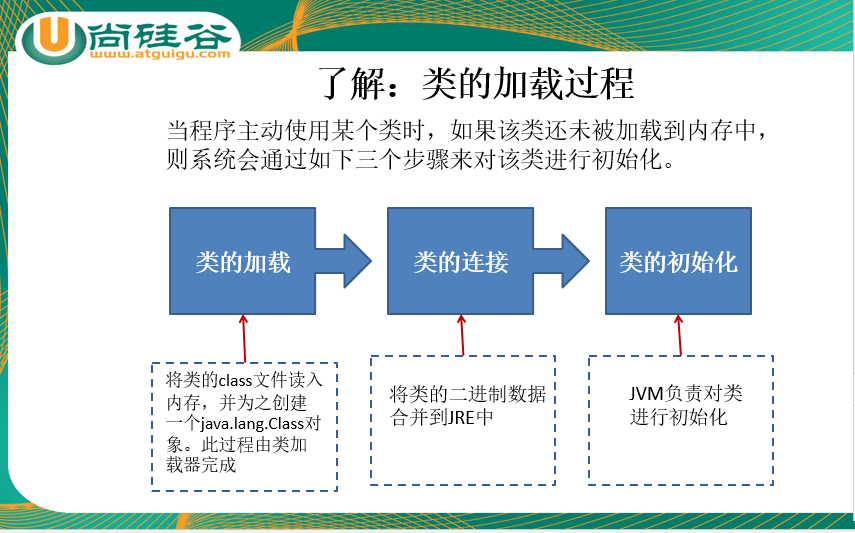 尚硅谷
www.atguigu.com
了解：类的加载过程
当程序主动使用某个类时，如果该类还未被加载到内存中，
则系统会通过如下三个步骤来对该类进行初始化。
类的加载
类的连接
类的初始化
将类的class文件读入
内存，并为之创建
一个java.lang.Class对
象。此过程由类加
载器完成
将类的二进制数据
合并到JRE中
JVM负责对类
进行初始化